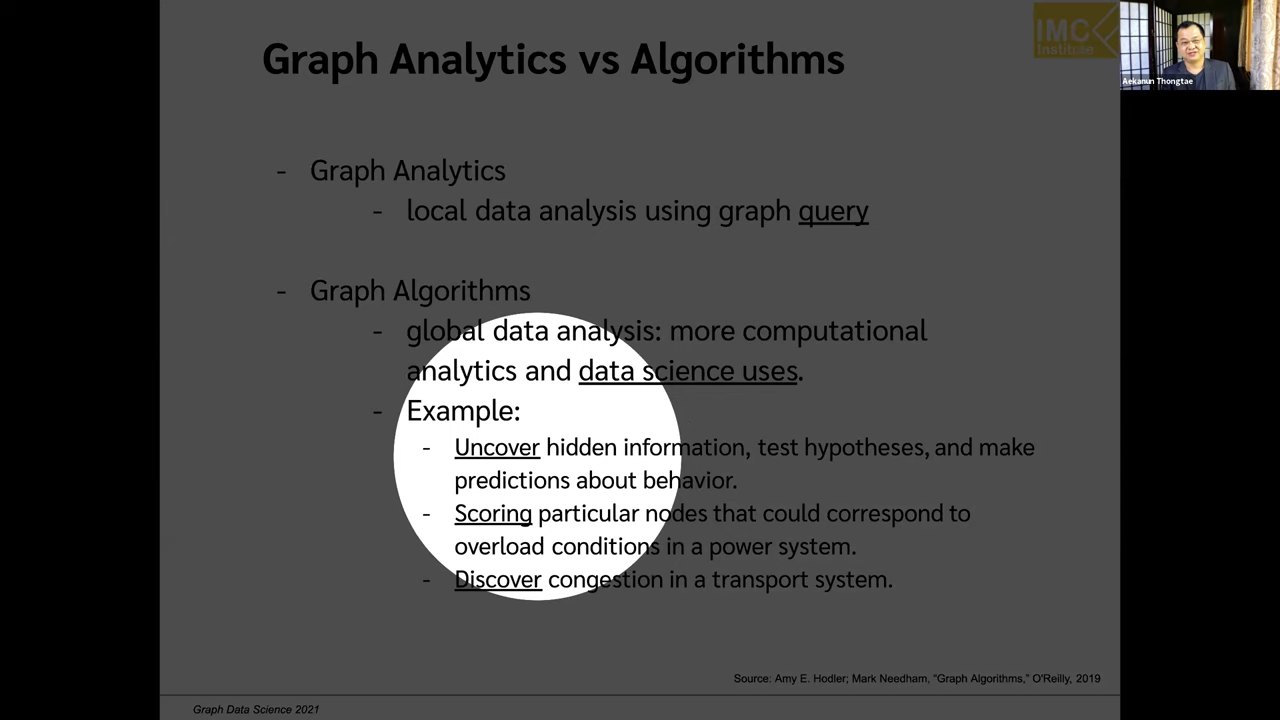 Graph Analytics vs Algorithms
IMC
Institute
Aekanun Thongtae
- Graph Analytics
- local data analysis using graph query
- Graph Algorithms
- global data analysis: more computational
analytics and data science uses.
- Example:
- Uncover hidden information, test hypotheses, and make
predictions about behavior.
- Scoring particular nodes that could correspond to
overload conditions in a power system.
- Discover congestion in a transport system.
Source: Amy E. Hodler; Mark Needham, “Graph Algorithms,” O'Reilly, 2019
Graph Data Science 2021